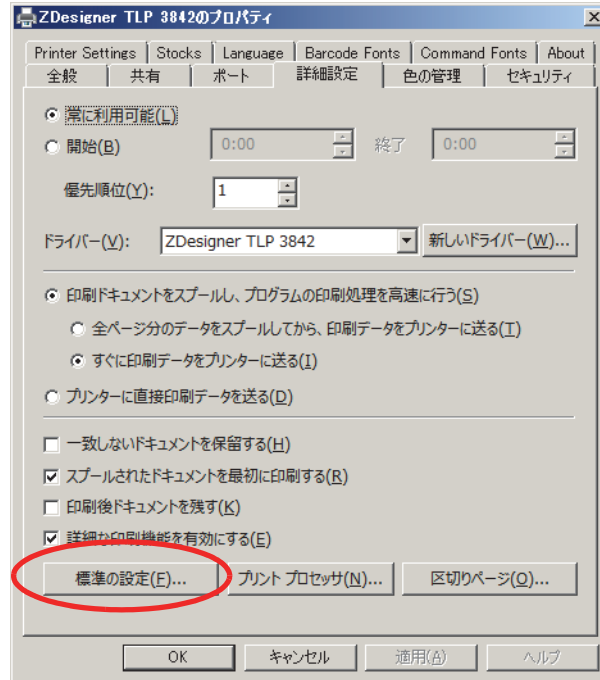 ZDesigner TLP 3842のプロパティ
Printer Settings Stocks Language Barcode Fonts Command Fonts About
全般 共有 ポート 詳細設定 色の管理 セキュリティ
常に利用可能(L)
開始(B) 0:00 終了 0:00
優先順位(Y): 1
ドライバー(V): ZDesigner TLP 3842 新しいドライバー(W)...
印刷ドキュメントをスプールし、プログラムの印刷処理を高速に行う(S)
全ページ分のデータをスプールしてから、印刷データをプリンターに送る(T)
すぐに印刷データをプリンターに送る(I)
プリンターに直接印刷データを送る(D)
一致しないドキュメントを保留する(H)
スプールされたドキュメントを最初に印刷する(R)
印刷後ドキュメントを残す(K)
詳細な印刷機能を有効にする(E)
標準の設定(F)... プリント プロセッサ(N)... 区切りページ(O)...
OK キャンセル 適用(A) ヘルプ